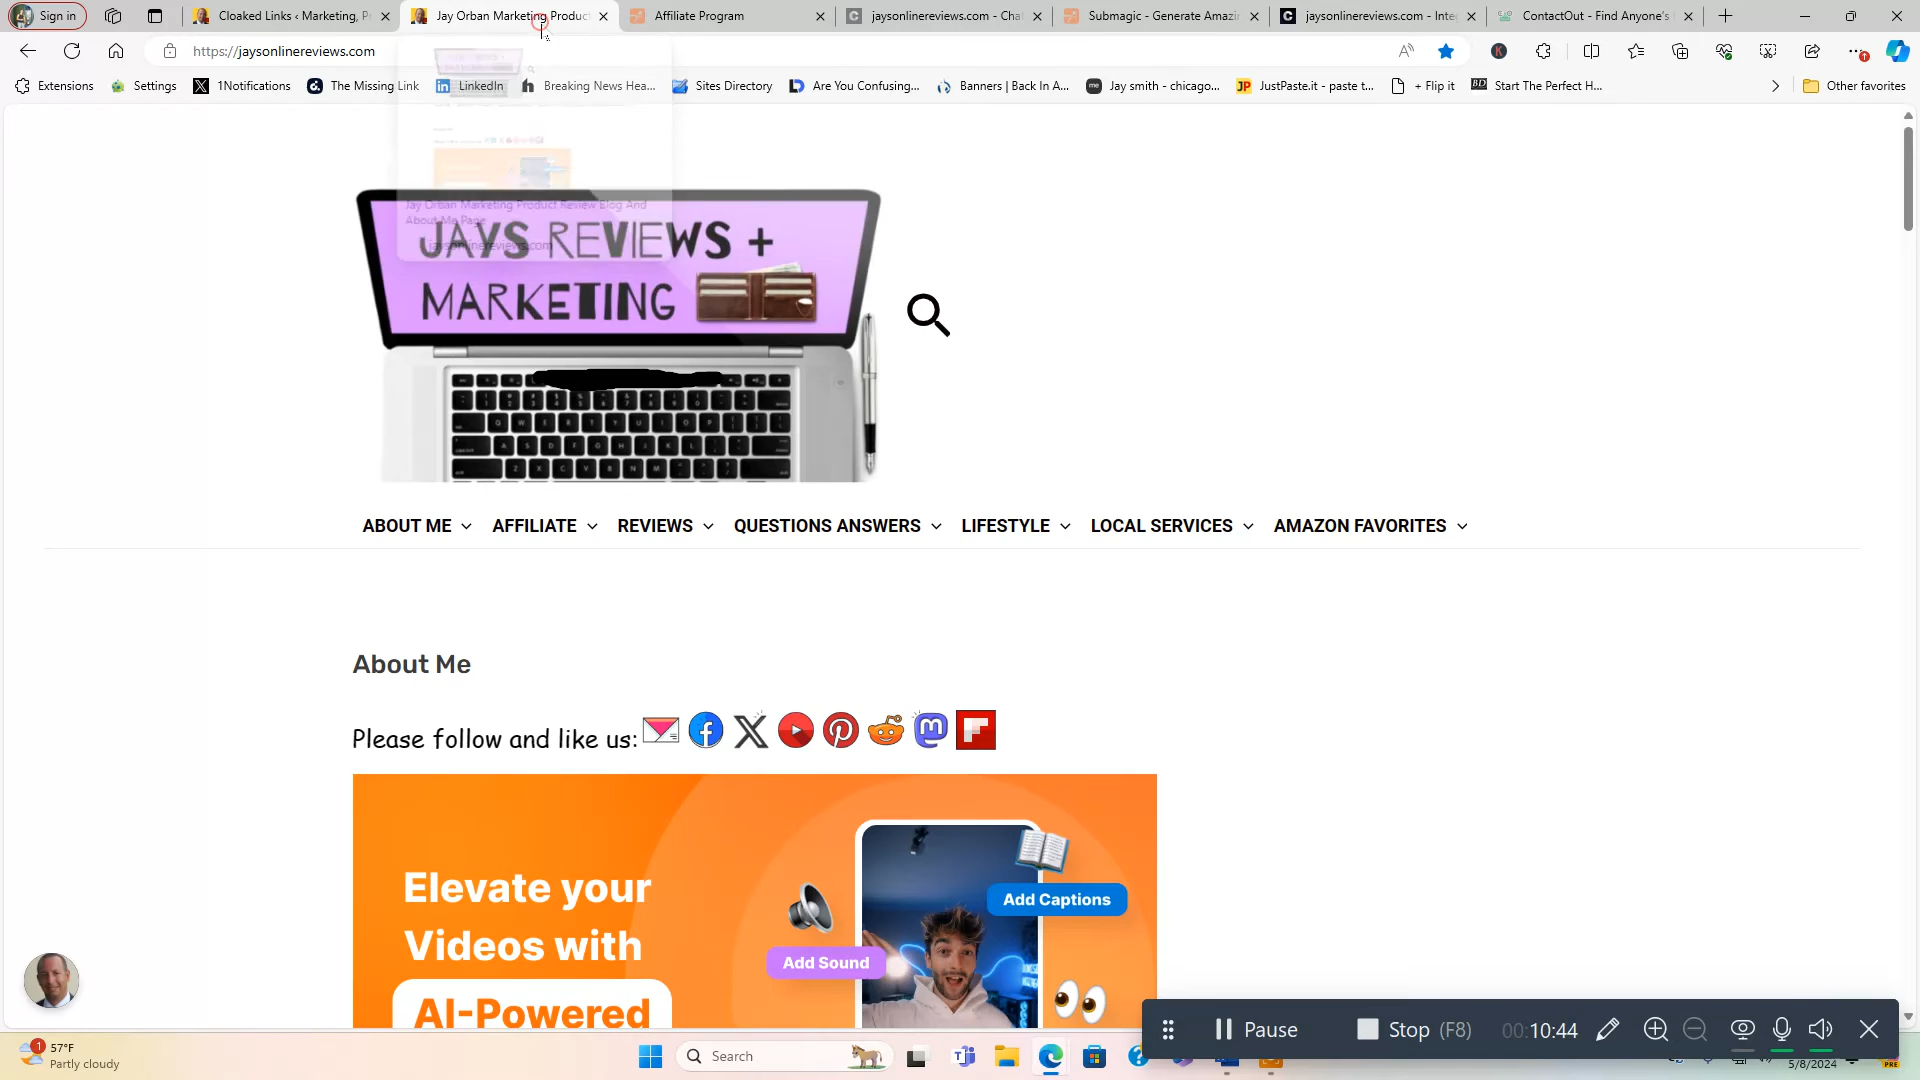 Sign in
Cloaked Links ‹ Marketing, P
Jay Orban Marketing Product
Affiliate Program
jaysonlinereviews.com - Cha
Submagic - Generate Amazi
jaysonlinereviews.com - Inte
ContactOut - Find Anyone's
https://jaysonlinereviews.com
Extensions
Settings
1Notifications
The Missing Link
LinkedIn
Breaking News Hea...
Sites Directory
Are You Confusing...
Banners | Back In A...
Jay smith - chicago...
JustPaste.it - paste t...
+ Flip it
Start The Perfect H...
Other favorites
Jay Orban Marketing Product Review Blog And
About Me Page
jaysonlinereviews.com
JAYS REVIEWS +
MARKETING
ABOUT ME
AFFILIATE
REVIEWS
QUESTIONS ANSWERS
LIFESTYLE
LOCAL SERVICES
AMAZON FAVORITES
About Me
Please follow and like us:
Elevate your
Videos with
AI-Powered
Add Captions
Add Sound
Pause
Stop (F8)
00:10:44
57°F
Partly cloudy
Search
5/8/2024